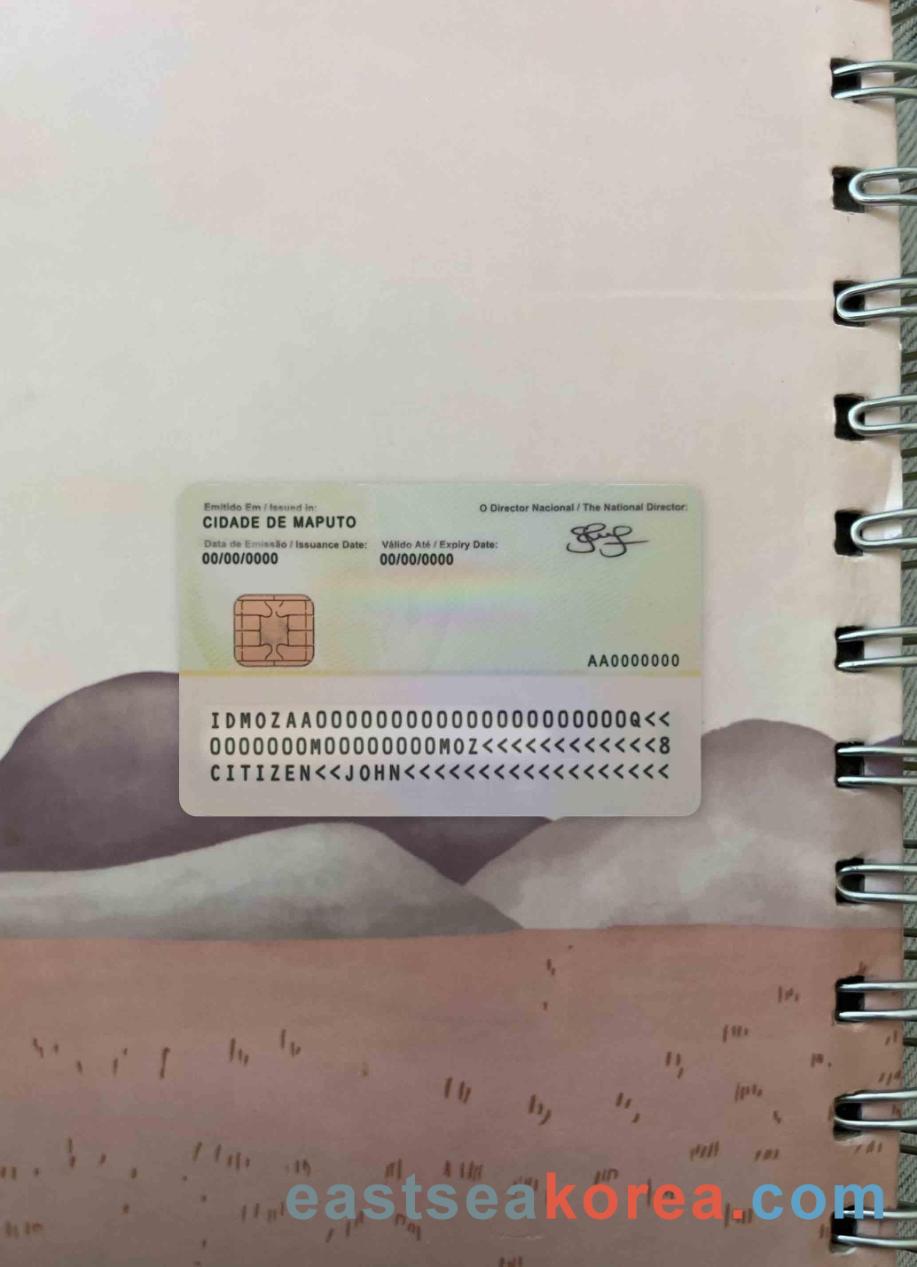 Emitido Em / Issued in:
CIDADE DE MAPUTO
O Director Nacional / The National Director:
Data de Emissão / Issuance Date: Válido Até / Expiry Date:
00/00/0000 00/00/0000
AA0000000
IDMOZAA000000000000000000000Q<<
0000000M00000000MOZ<<<<<<<<<<<<8
CITIZEN<<JOHN<<<<<<<<<<<<<<<<<<
eastseakorea.com